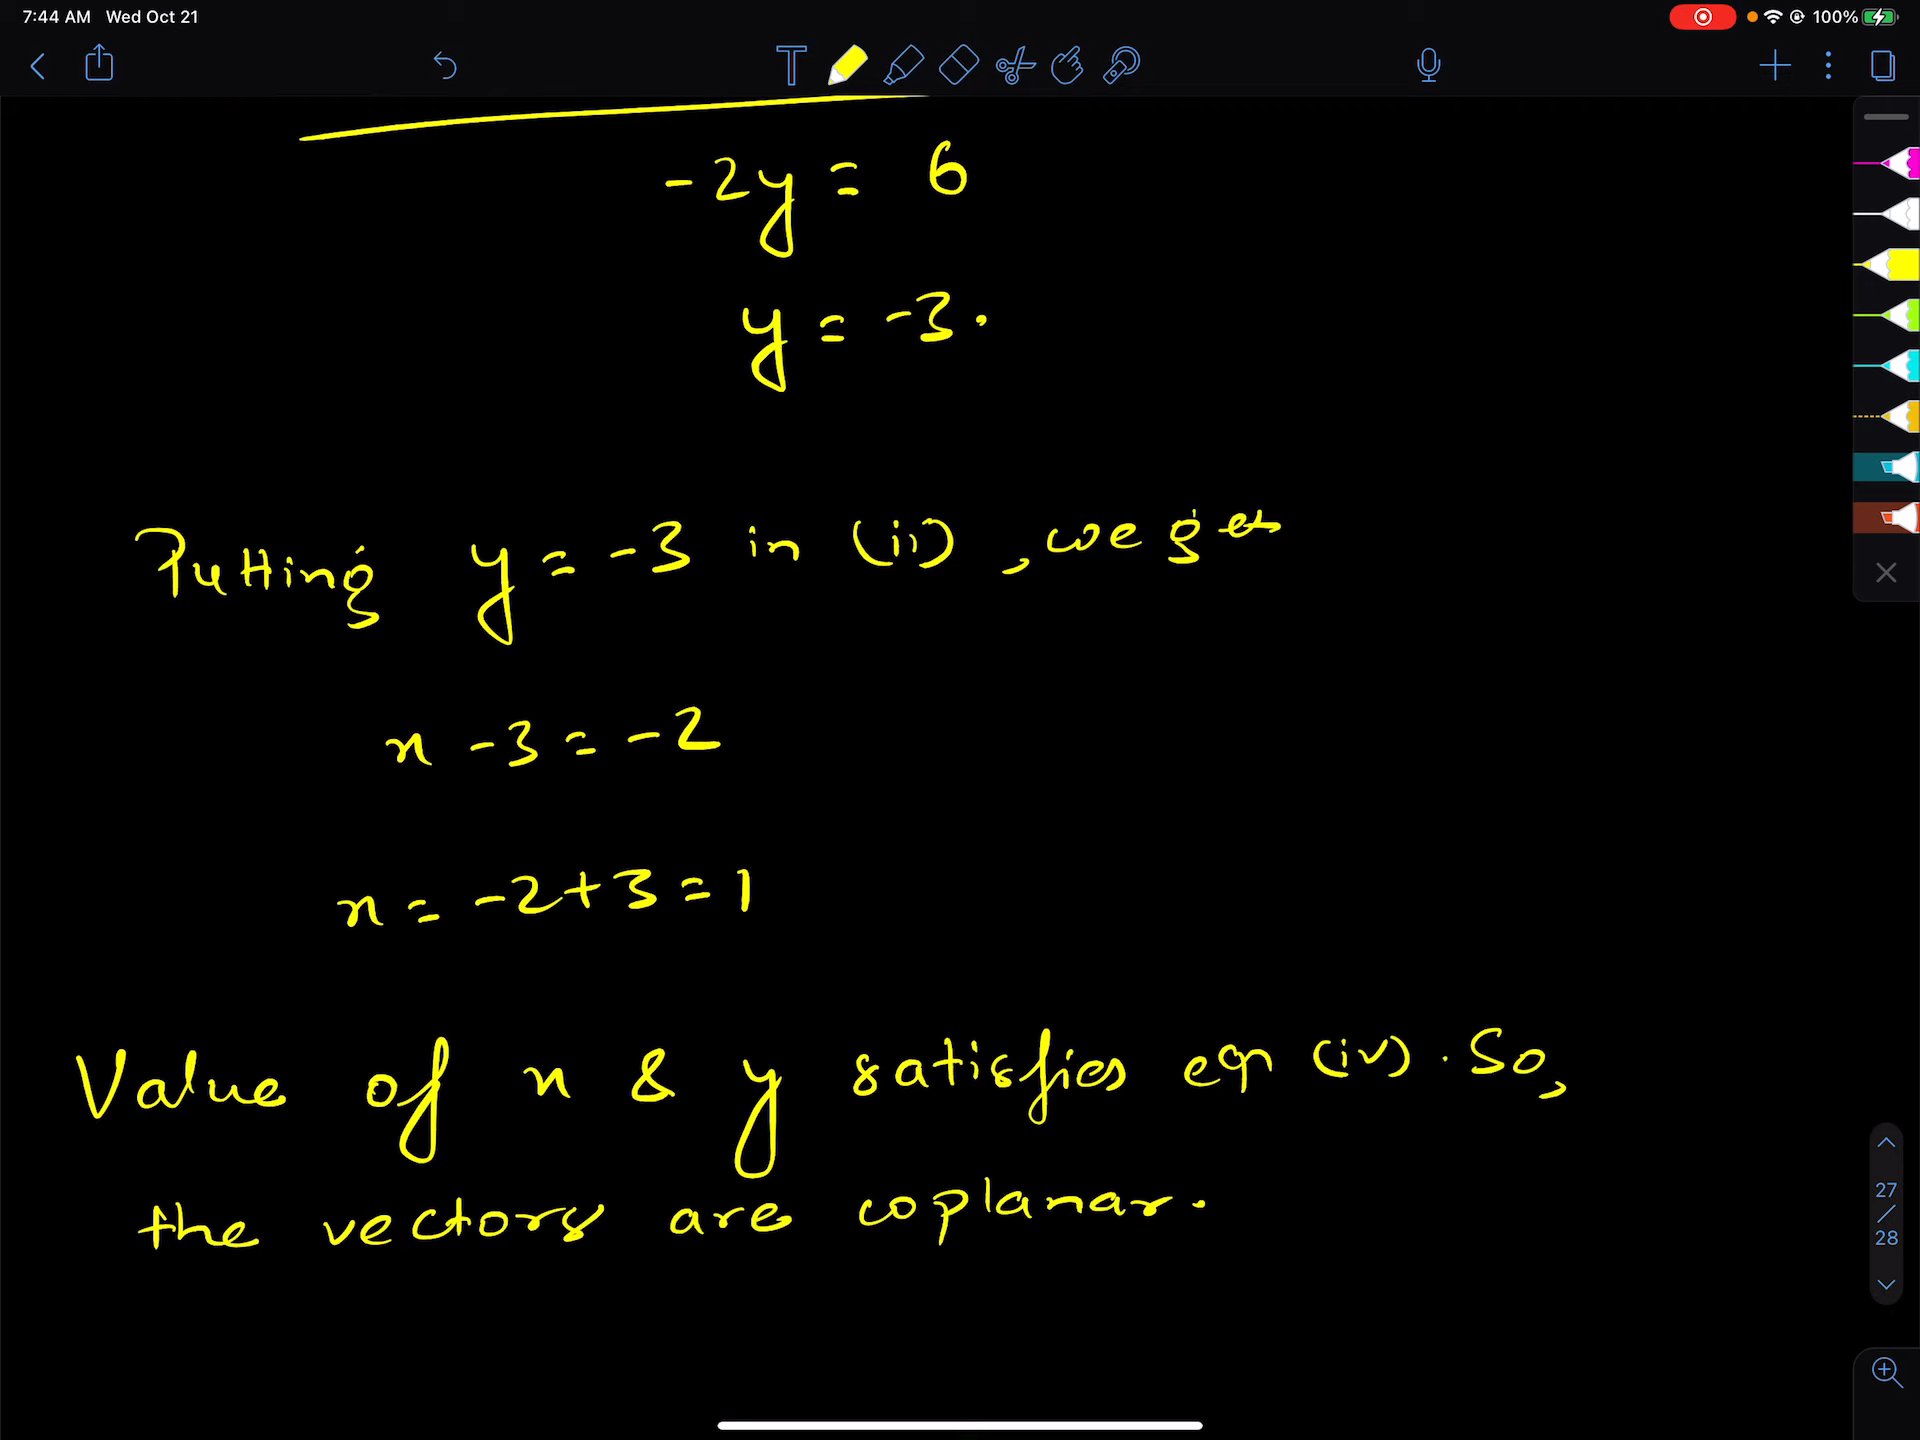 7:44 AM Wed Oct 21
100%
-2y = 6
y = -3.
Putting y = -3 in (ii), we get
x - 3 = -2
x = -2+3 = 1
Value of x & y satisfies eqn (iv). So,
the vectors are coplanar.
27
/
28